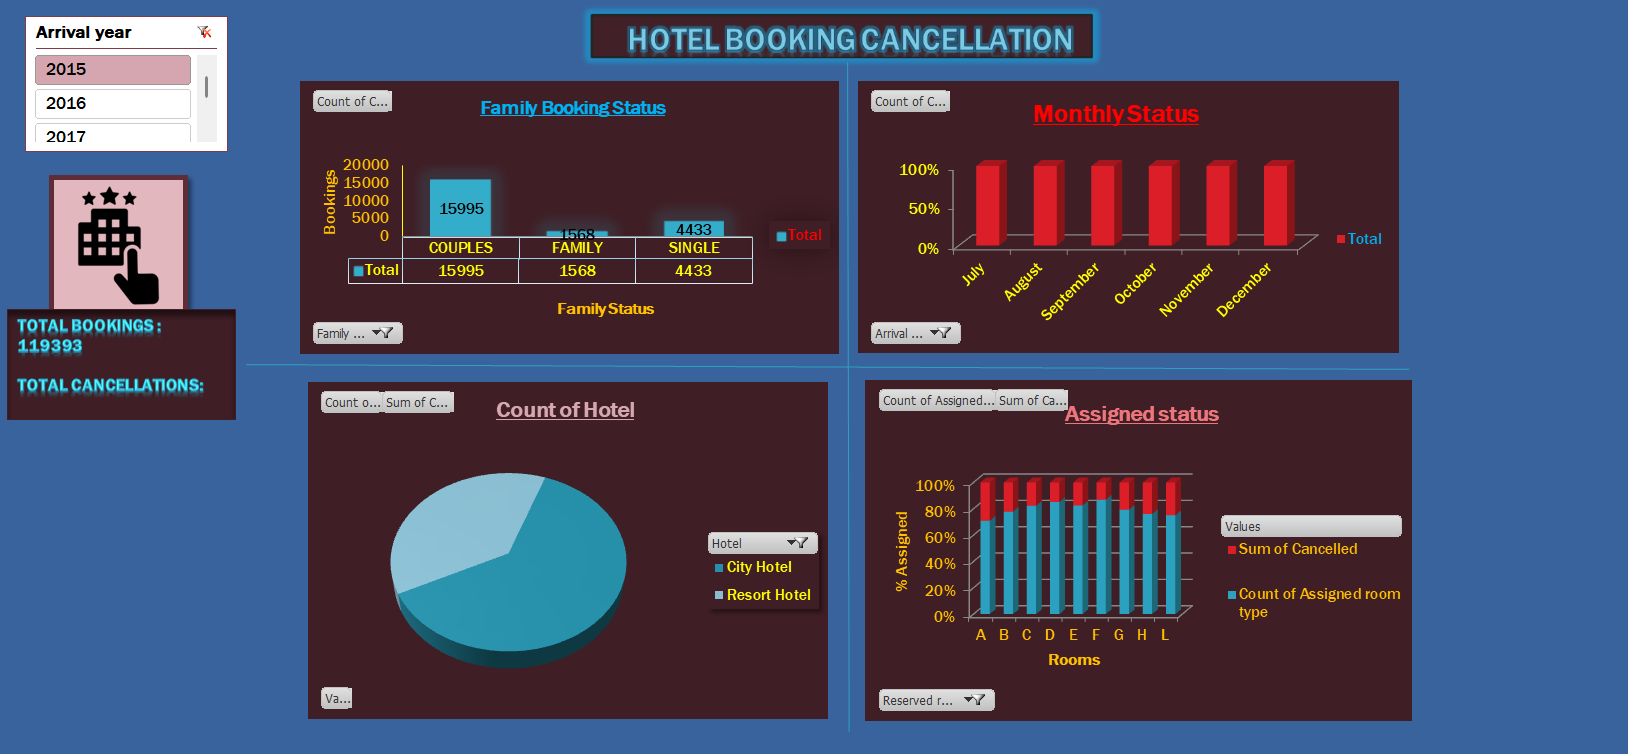 HOTEL BOOKING CANCELLATION
Arrival year
2015
2016
2017
TOTAL BOOKINGS :
119393
TOTAL CANCELLATIONS:
Count of C...
Family Booking Status
Bookings
20000
15000
10000
5000
0
15995
1568
4433
COUPLES FAMILY SINGLE
Total 15995 1568 4433
Total
Family Status
Family ...
Count of C...
Monthly Status
100%
50%
0%
July August September October November December
Total
Arrival ...
Count o... Sum of C...
Count of Hotel
Hotel
City Hotel
Resort Hotel
Va...
Count of Assigned... Sum of Ca...
Assigned status
% Assigned
100%
80%
60%
40%
20%
0%
A B C D E F G H L
Rooms
Values
Sum of Cancelled
Count of Assigned room
type
Reserved r...